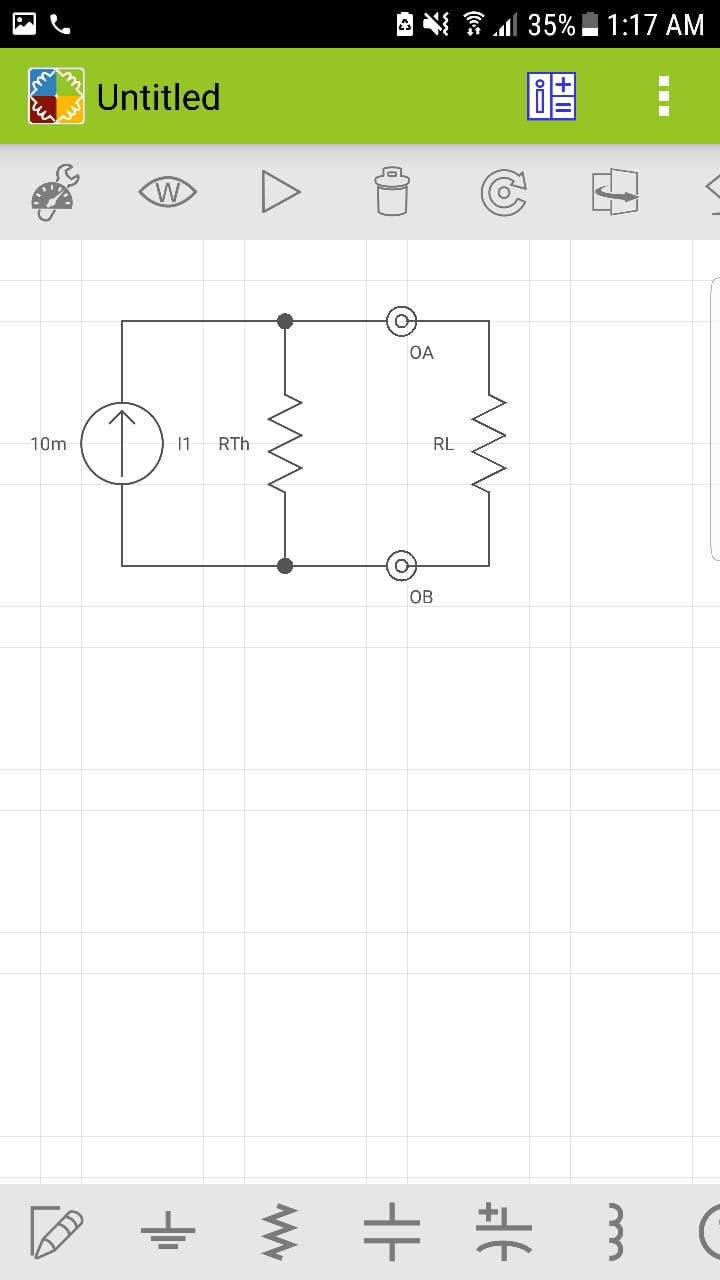 35% 1:17 AM
Untitled
W
OA
10m I1 RTh RL
OB